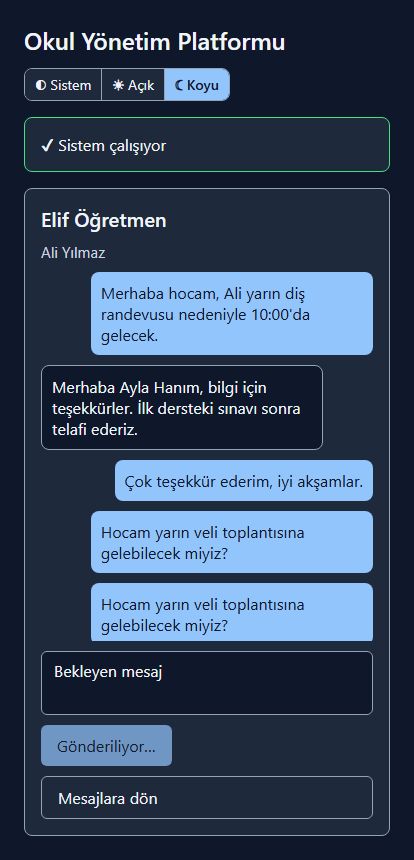 Okul Yönetim Platformu
Sistem
Açık
Koyu
Sistem çalışıyor
Elif Öğretmen
Ali Yılmaz
Merhaba hocam, Ali yarın diş
randevusu nedeniyle 10:00'da
gelecek.
Merhaba Ayla Hanım, bilgi için
teşekkürler. İlk dersteki sınavı sonra
telafi ederiz.
Çok teşekkür ederim, iyi akşamlar.
Hocam yarın veli toplantısına
gelebilecek miyiz?
Hocam yarın veli toplantısına
gelebilecek miyiz?
Bekleyen mesaj
Gönderiliyor...
Mesajlara dön